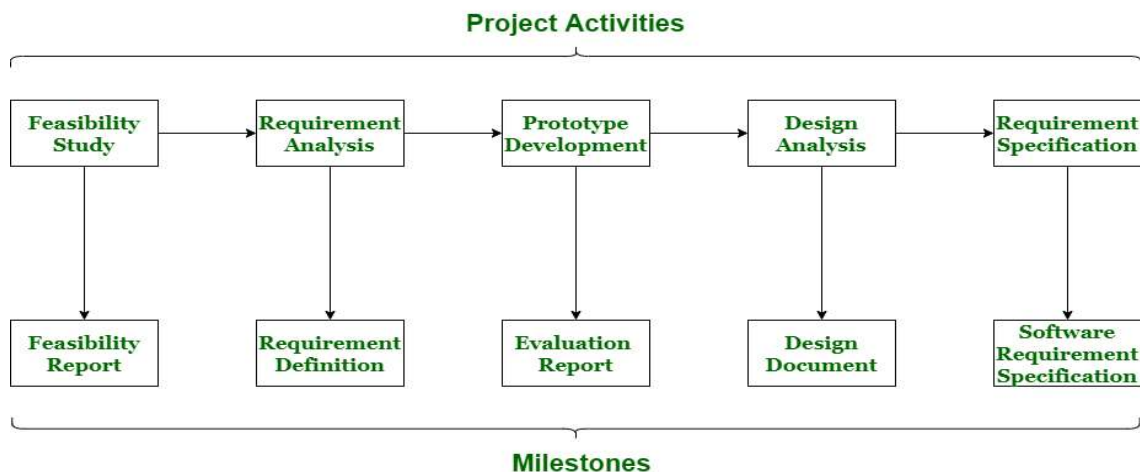 Project Activities
Feasibility
Study
Requirement
Analysis
Prototype
Development
Design
Analysis
Requirement
Specification
Feasibility
Report
Requirement
Definition
Evaluation
Report
Design
Document
Software
Requirement
Specification
Milestones